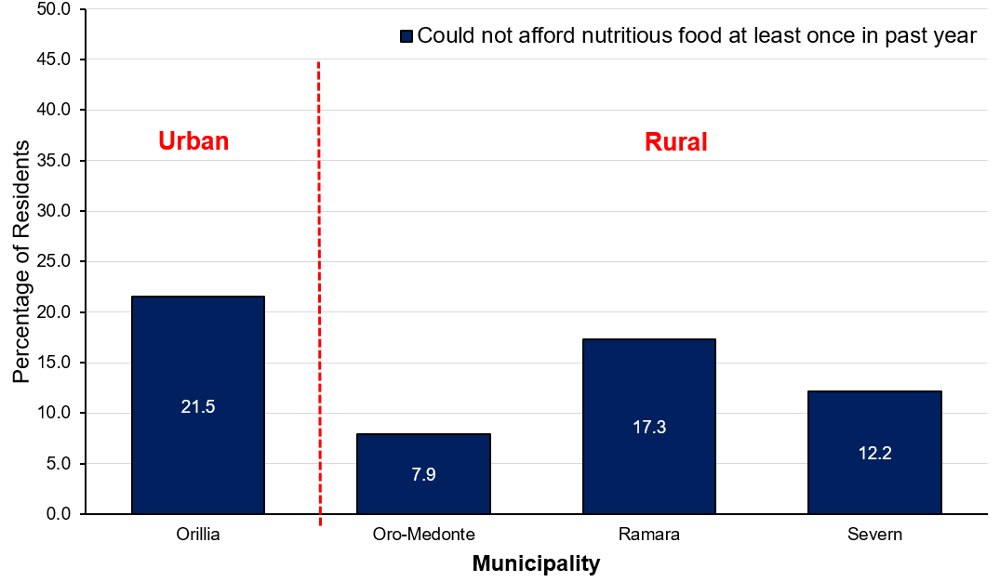 50.0
Could not afford nutritious food at least once in past year
45.0
40.0
Urban
Rural
35.0
30.0
25.0
20.0
15.0
10.0
5.0
0.0
Percentage of Residents
21.5
7.9
17.3
12.2
Orillia
Oro-Medonte
Ramara
Severn
Municipality